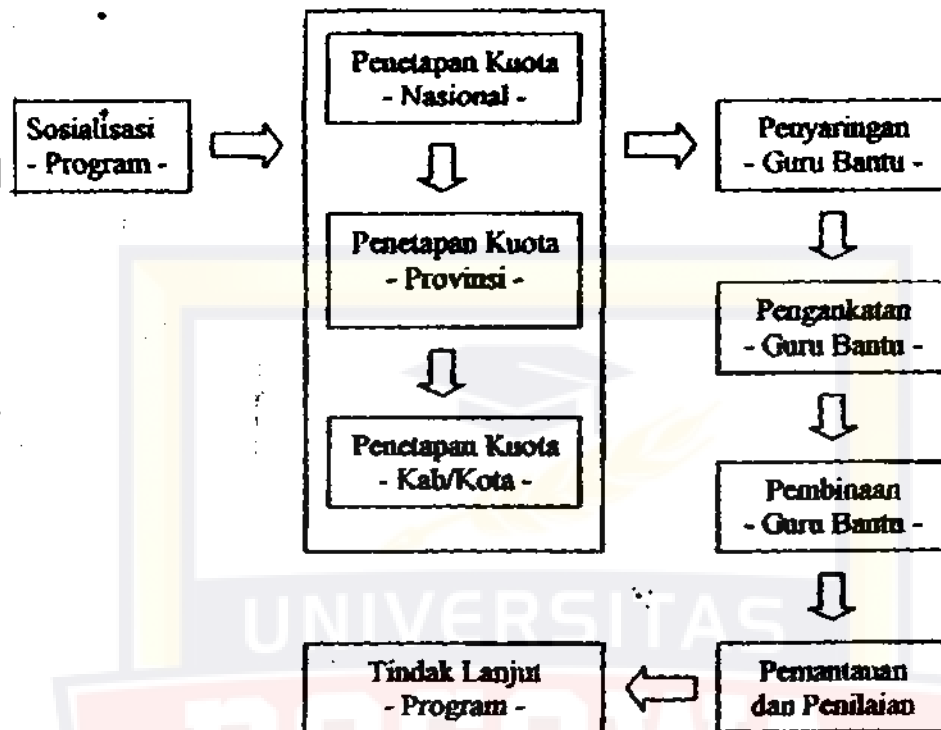 Sosialisasi
- Program -
Penetapan Kuota
- Nasional -
Penetapan Kuota
- Provinsi -
Penetapan Kuota
- Kab/Kota -
Penyaringan
- Guru Bantu -
Pengankatan
- Guru Bantu -
Pembinaan
- Guru Bantu -
Pemantauan
dan Penilaian
Tindak Lanjut
- Program -
UNIVERSITAS